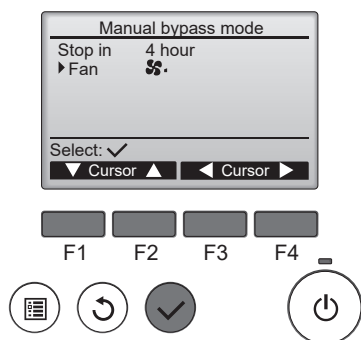 Manual bypass mode
Stop in 4 hour
Fan
Select:
Cursor Cursor
F1 F2 F3 F4